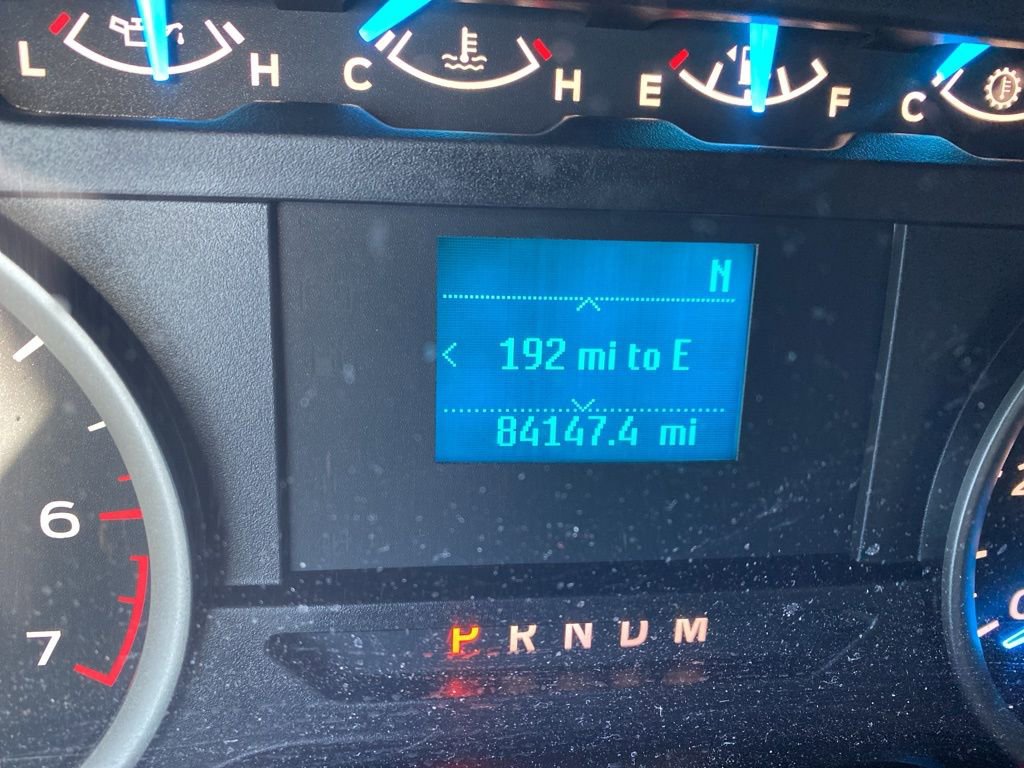 L H C H E F C
N
192 mi to E
84147.4 mi
6
7
P R N D M